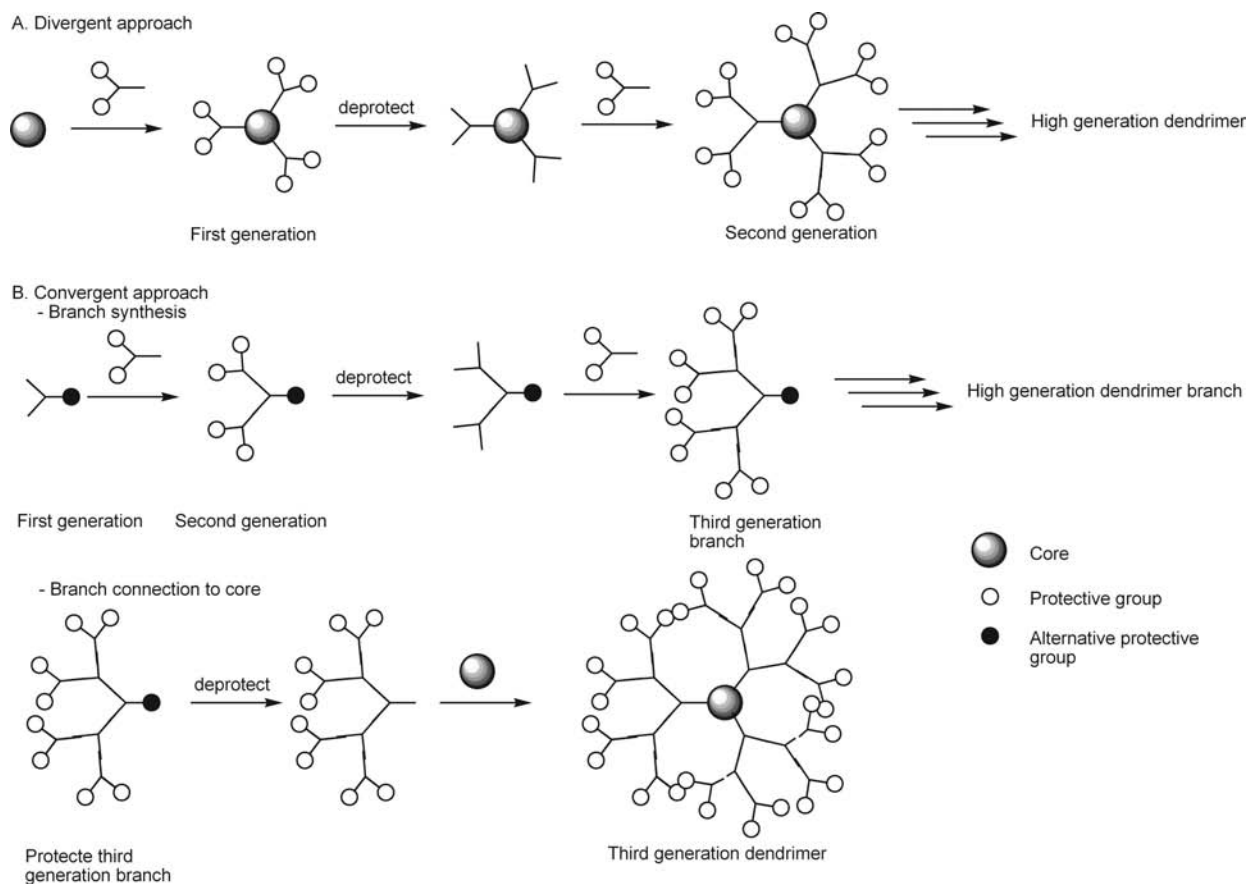 A. Divergent approach
deprotect
High generation dendrimer
First generation
Second generation
B. Convergent approach
- Branch synthesis
deprotect
High generation dendrimer branch
First generation
Second generation
Third generation
branch
- Branch connection to core
deprotect
Core
Protective group
Alternative protective
group
Protecte third
generation branch
Third generation dendrimer